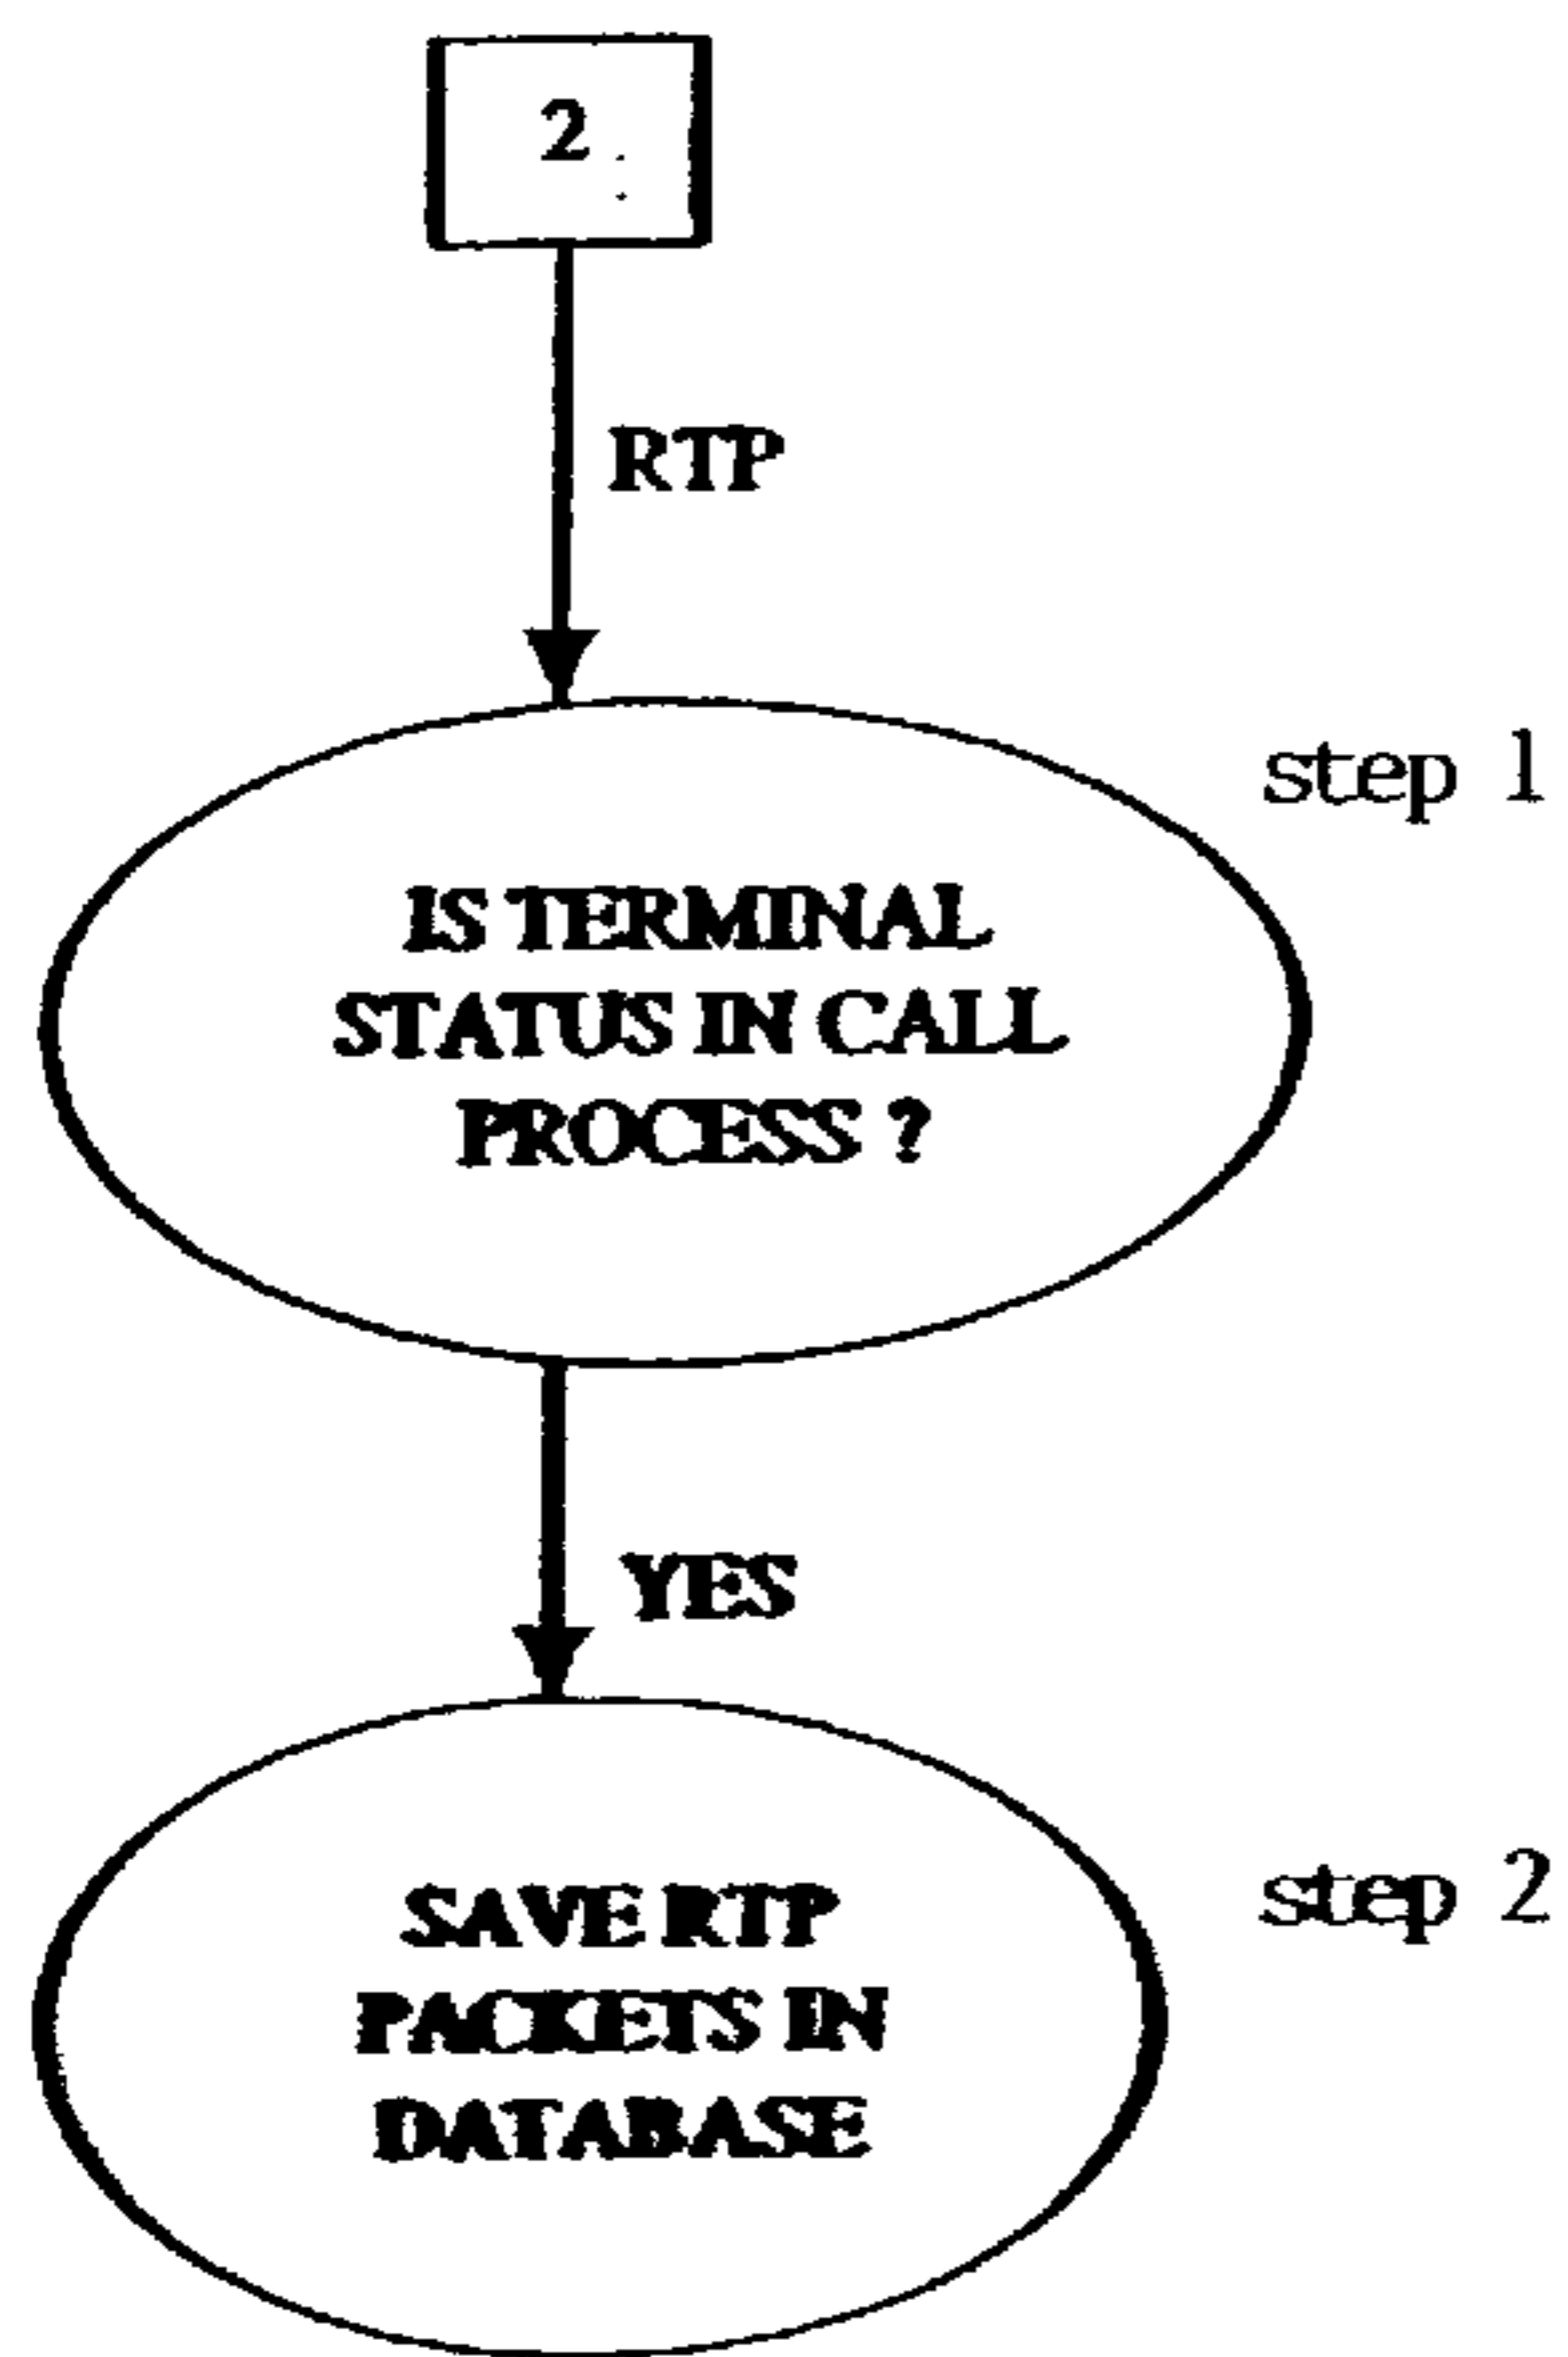 2
RTP
step 1
IS TERMINAL
STATUS IN CALL
PROCESS ?
YES
step 2
SAVE RTP
PACKETS IN
DATABASE